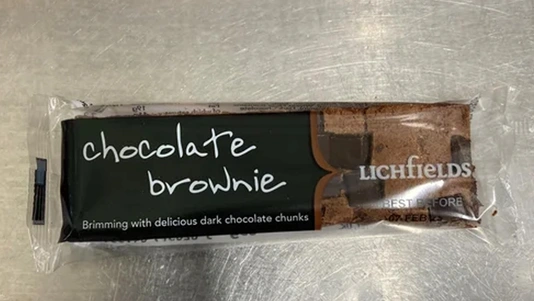 chocolate
brownie
Brimming with delicious dark chocolate chunks
LICHFIELDS
BEST BEFORE